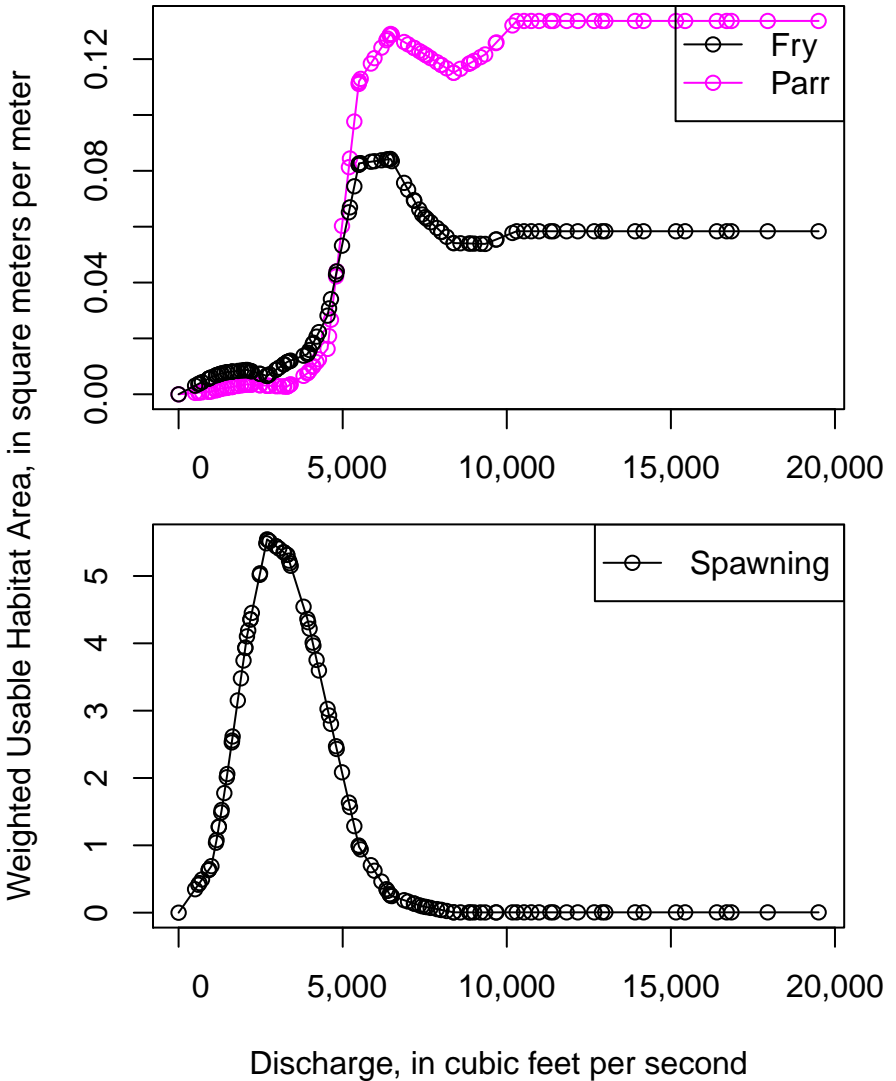 Weighted Usable Habitat Area, in square meters per meter
0.12
0.08
0.04
0.00
Fry
Parr
0 5,000 10,000 15,000 20,000
5
4
3
2
1
0
Spawning
0 5,000 10,000 15,000 20,000
Discharge, in cubic feet per second